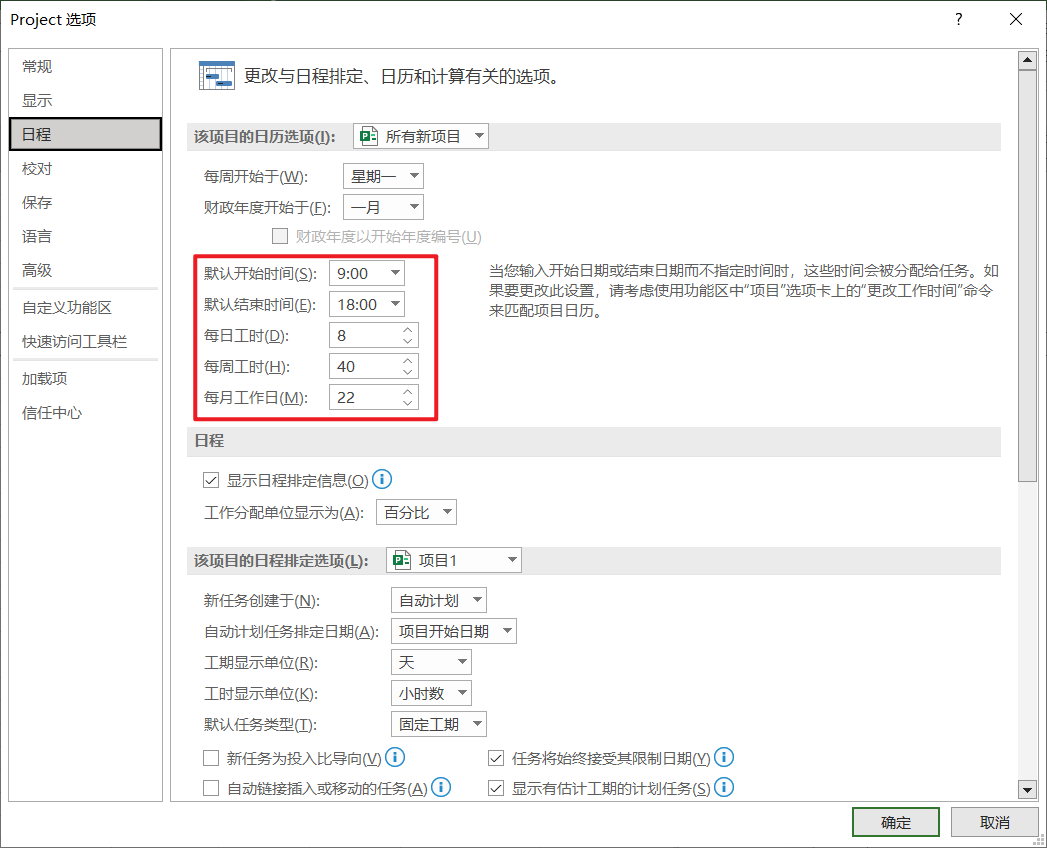 Project 选项
?
常规
显示
日程
校对
保存
语言
高级
自定义功能区
快速访问工具栏
加载项
信任中心
更改与日程排定、日历和计算有关的选项。
该项目的日历选项(I): 所有新项目
每周开始于(W): 星期一
财政年度开始于(F): 一月
财政年度以开始年度编号(U)
默认开始时间(S): 9:00
默认结束时间(E): 18:00
每日工时(D): 8
每周工时(H): 40
每月工作日(M): 22
当您输入开始日期或结束日期而不指定时间时，这些时间会被分配给任务。如
果要更改此设置，请考虑使用功能区中“项目”选项卡上的“更改工作时间”命令
来匹配项目日历。
日程
显示日程排定信息(O)
工作分配单位显示为(A): 百分比
该项目的日程排定选项(L): 项目1
新任务创建于(N): 自动计划
自动计划任务排定日期(A): 项目开始日期
工期显示单位(R): 天
工时显示单位(K): 小时数
默认任务类型(T): 固定工期
新任务为投入比导向(V) 任务将始终接受其限制日期(Y)
自动链接插入或移动的任务(A) 显示有估计工期的计划任务(S)
确定 取消